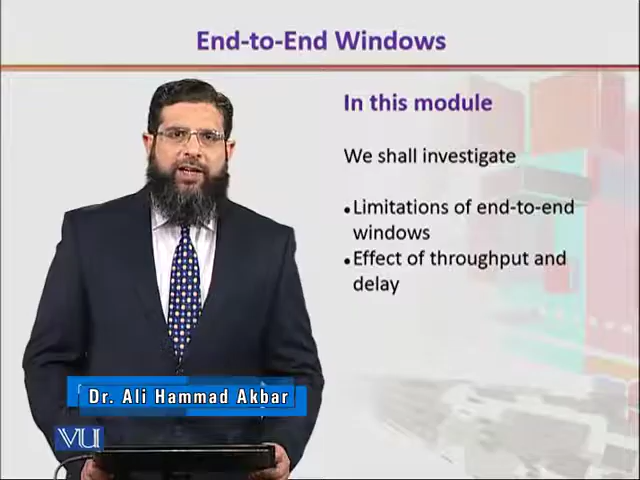 End-to-End Windows
In this module
We shall investigate
•Limitations of end-to-end
windows
•Effect of throughput and
delay
Dr. Ali Hammad Akbar
VU